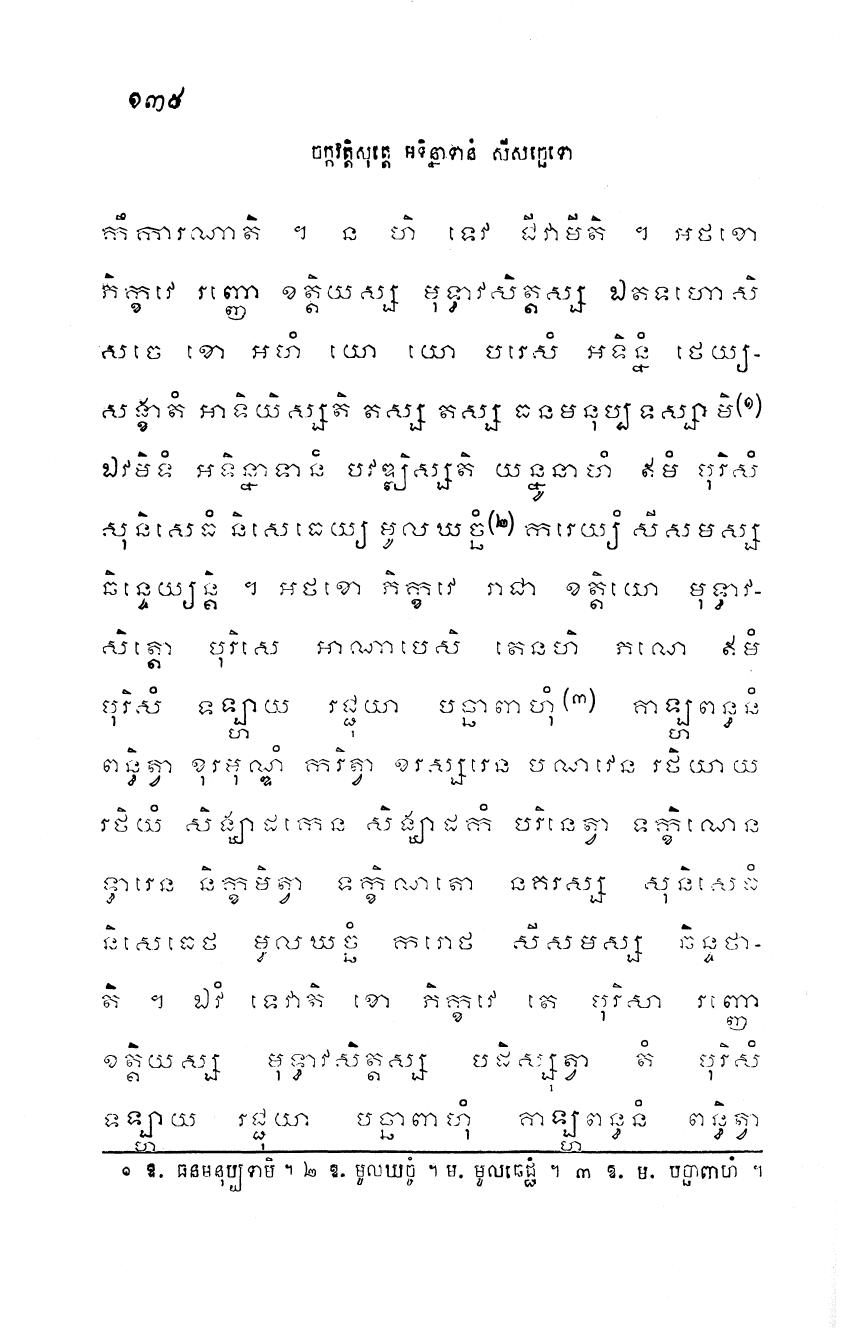 ១៣៥
ចក្កវត្តិសុត្តេ អទិន្នាទានំ សីសច្ឆេទោ
កឹការណាតិ ។ ន ហិ ទេវ ជីវាមីតិ ។ អថខោ
ភិក្ខវេ រញ្ញោ ខត្តិយស្ស មុទ្ធាវសិត្តស្ស ឯតទហោសិ
សចេ ខោ អហំ យោ យោ បរេសំ អទិន្នំ ថេយ្យ-
សង្ខាតំ អាទិយិស្សតិ តស្ស តស្ស ធនមនុប្បទស្សាមិ(១)
ឯវមិទំ អទិន្នាទានំ បវឌ្ឍិស្សតិ យន្នូនាហំ ឥមំ បុរិសំ
សុនិសេធំ និសេធេយ្យ មូលឃច្ចំ(២) ការេយ្យំ សីសមស្ស
ឆិន្ទេយ្យន្តិ ។ អថខោ ភិក្ខវេ រាជា ខត្តិយោ មុទ្ធាវ-
សិត្តោ បុរិសេ អាណាបេសិ តេនហិ ភណេ ឥមំ
បុរិសំ ទឡ្ហាយ រជ្ជុយា បច្ឆាពាហុំ(៣) គាឡ្ហពន្ធនំ
ពន្ធិត្វា ខុរមុណ្ឌំ ការិត្វា ខរស្សរេន បណវេន រថិយាយ
រថិយំ សិង្ឃាដកេន សិង្ឃាដកំ បរិនេត្វា ទក្ខិណេន
ទ្វារេន និក្ខមិត្វា ទក្ខិណតោ នគរស្ស សុនិសេធំ
និសេធេថ មូលឃច្ចំ ករោថ សីសមស្ស ឆិន្ទថា-
តិ ។ ឯវំ ទេវាតិ ខោ ភិក្ខវេ តេ បុរិសា រញ្ញោ
ខត្តិយស្ស មុទ្ធាវសិត្តស្ស បដិស្សុត្វា តំ បុរិសំ
ទឡ្ហាយ រជ្ជុយា បច្ឆាពាហុំ គាឡ្ហពន្ធនំ ពន្ធិត្វា
១ ឱ. ធនមនុប្បទាមិ ។ ២ ឱ. មូលឃច្ចំ ។ ម. មូលឆេជ្ជំ ។ ៣ ឱ. ម. បច្ឆាពាហំ ។